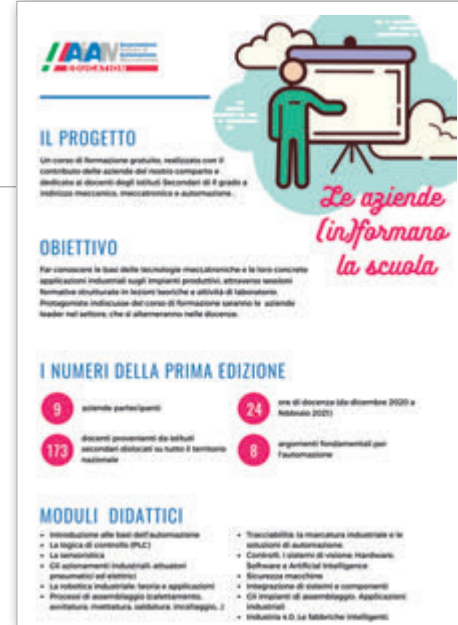 AIAM Associazione
Italiana di
Automazione
Meccatronica
EDUCATION
Le aziende
(in)formano
la scuola
IL PROGETTO
Un corso di formazione gratuito, realizzato con il
contributo delle aziende del nostro comparto e
dedicato ai docenti degli Istituti Secondari di II grado a
indirizzo meccanico, meccatronico e automazione.
OBIETTIVO
Far conoscere le basi delle tecnologie meccatroniche e le loro concrete
applicazioni industriali sugli impianti produttivi, attraverso sessioni
formative strutturate in lezioni teoriche e attività di laboratorio.
Protagoniste indiscusse del corso di formazione saranno le aziende
leader nel settore, che si alterneranno nelle docenze.
I NUMERI DELLA PRIMA EDIZIONE
9 aziende partecipanti
24 ore di docenza (da dicembre 2020 a
febbraio 2021)
173 docenti provenienti da istituti
secondari dislocati su tutto il territorio
nazionale
8 argomenti fondamentali per
l'automazione
MODULI DIDATTICI
• Introduzione alle basi dell'automazione
• La logica di controllo (PLC)
• La sensoristica
• Gli azionamenti industriali: attuatori
pneumatici ed elettrici
• La robotica industriale: teoria e applicazioni
• Processi di assemblaggio (calettamento,
avvitatura, rivettatura, saldatura, incollaggio,..)
• Tracciabilità: la marcatura industriale e le
soluzioni di automazione.
• Controlli. I sistemi di visione: Hardware.
Software e Artificial Intelligence
• Sicurezza macchine
• Integrazione di sistemi e componenti
• Gli impianti di assemblaggio. Applicazioni
industriali
• Industria 4.0. Le fabbriche intelligenti